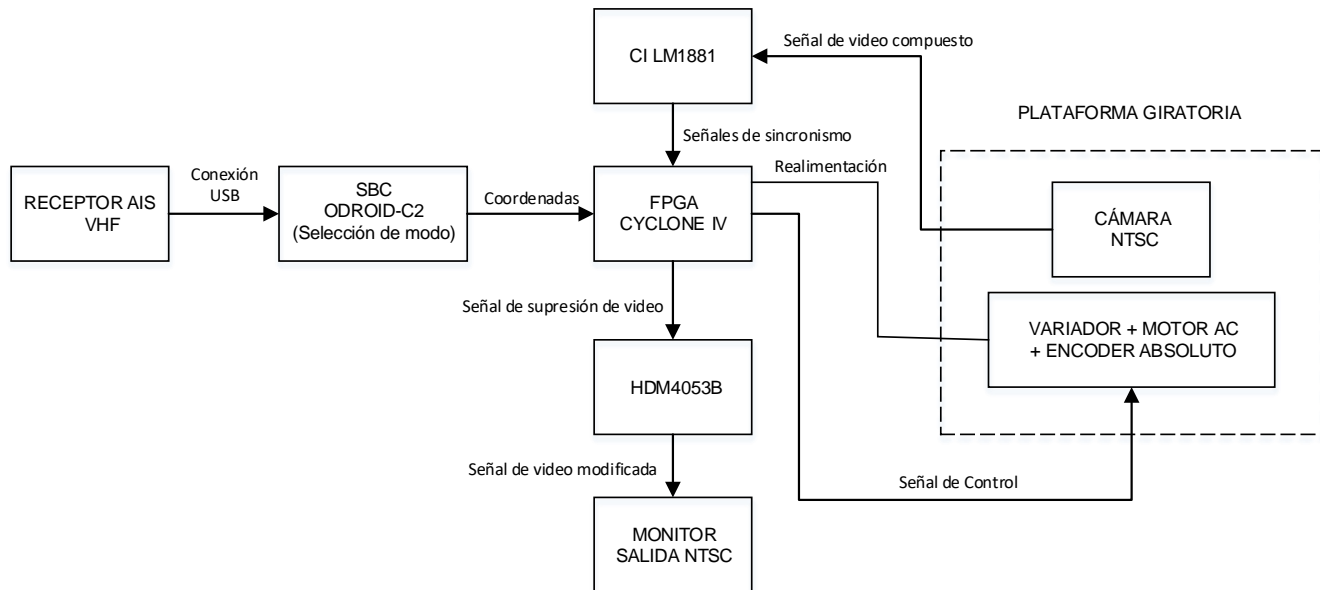 CI LM1881
Señal de video compuesto
PLATAFORMA GIRATORIA
Señales de sincronismo
Realimentación
Conexión
USB
RECEPTOR AIS
VHF
SBC
ODROID-C2
(Selección de modo)
Coordenadas
FPGA
CYCLONE IV
CÁMARA
NTSC
Señal de supresión de video
VARIADOR + MOTOR AC
+ ENCODER ABSOLUTO
HDM4053B
Señal de video modificada
Señal de Control
MONITOR
SALIDA NTSC